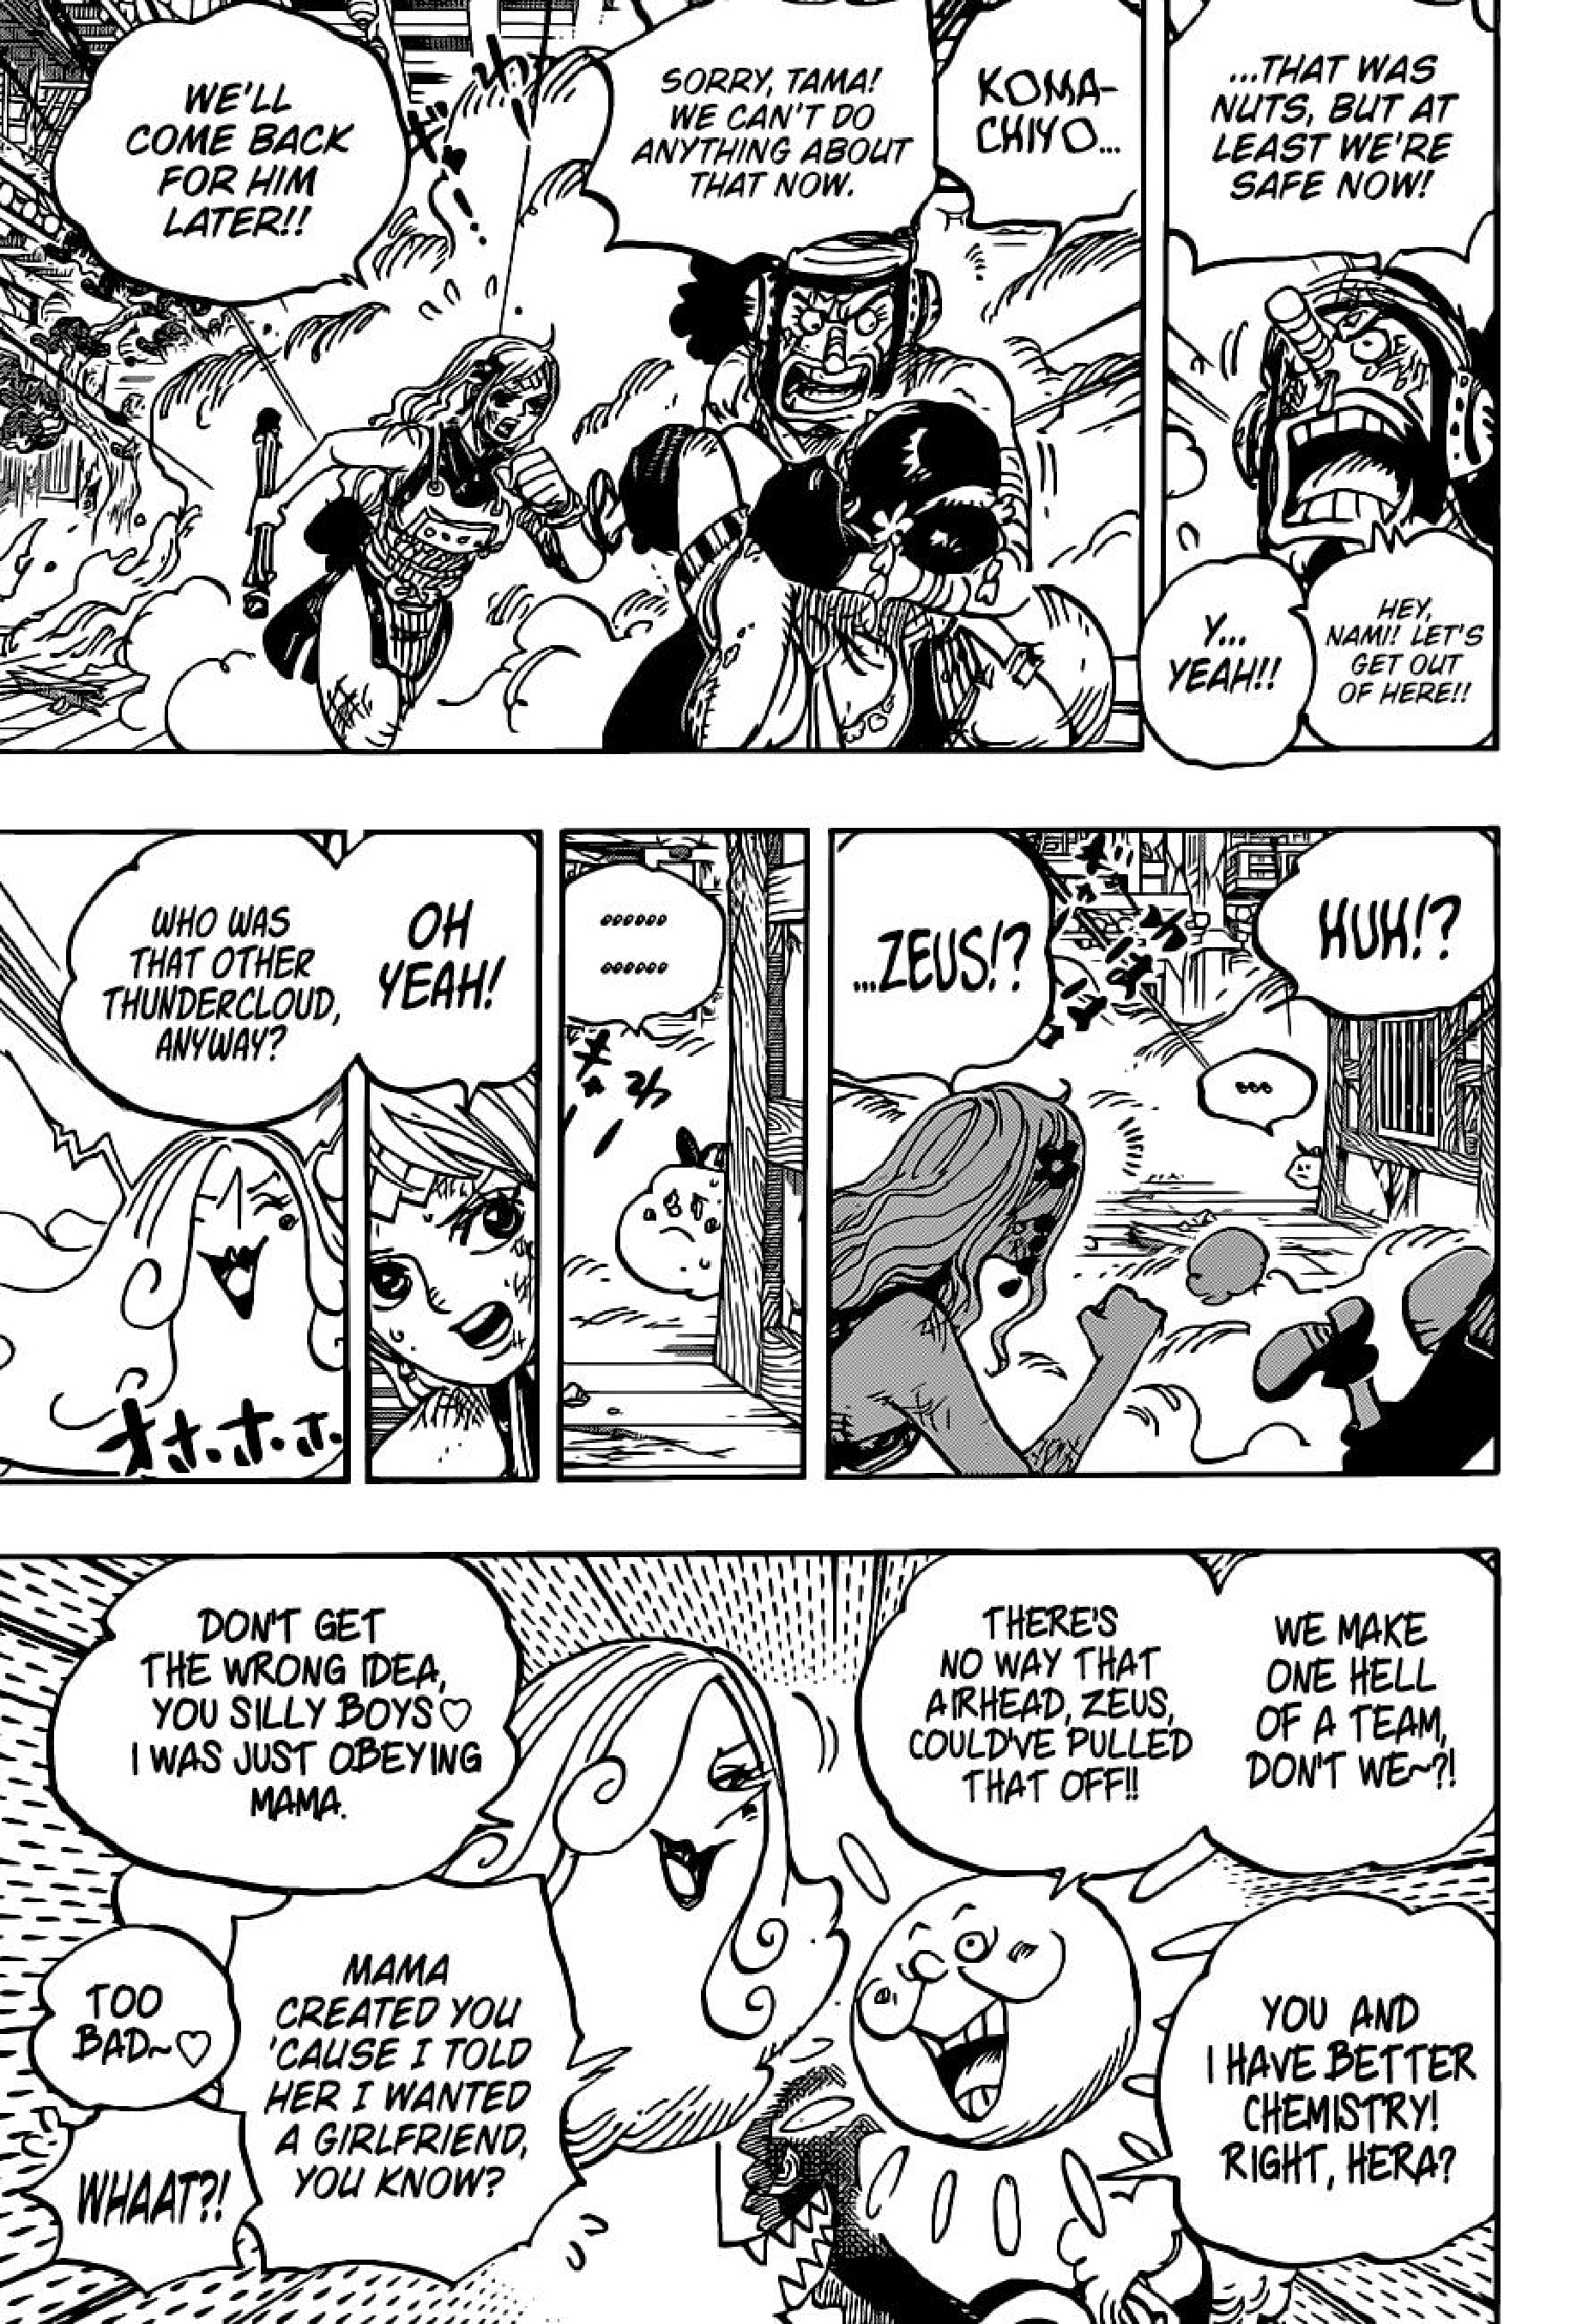 ...THAT WAS
NUTS, BUT AT
LEAST WE'RE
SAFE NOW!
HEY,
NAMI! LET'S
GET OUT
OF HERE!!
Y...
YEAH!!
KOMA-
CHIYO...
SORRY, TAMA!
WE CAN'T DO
ANYTHING ABOUT
THAT NOW.
WE'LL
COME BACK
FOR HIM
LATER!!
HUH!?
...
...ZEUS!?
......
......
OH
YEAH!
WHO WAS
THAT OTHER
THUNDERCLOUD,
ANYWAY?
オホホホ
WE MAKE
ONE HELL
OF A TEAM,
DON'T WE~?!
THERE'S
NO WAY THAT
AIRHEAD, ZEUS,
COULD'VE PULLED
THAT OFF!!
YOU AND
I HAVE BETTER
CHEMISTRY!
RIGHT, HERA?
DON'T GET
THE WRONG IDEA,
YOU SILLY BOYS♡
I WAS JUST OBEYING
MAMA.
MAMA
CREATED YOU
'CAUSE I TOLD
HER I WANTED
A GIRLFRIEND,
YOU KNOW?
TOO
BAD~♡
WHAAT?!